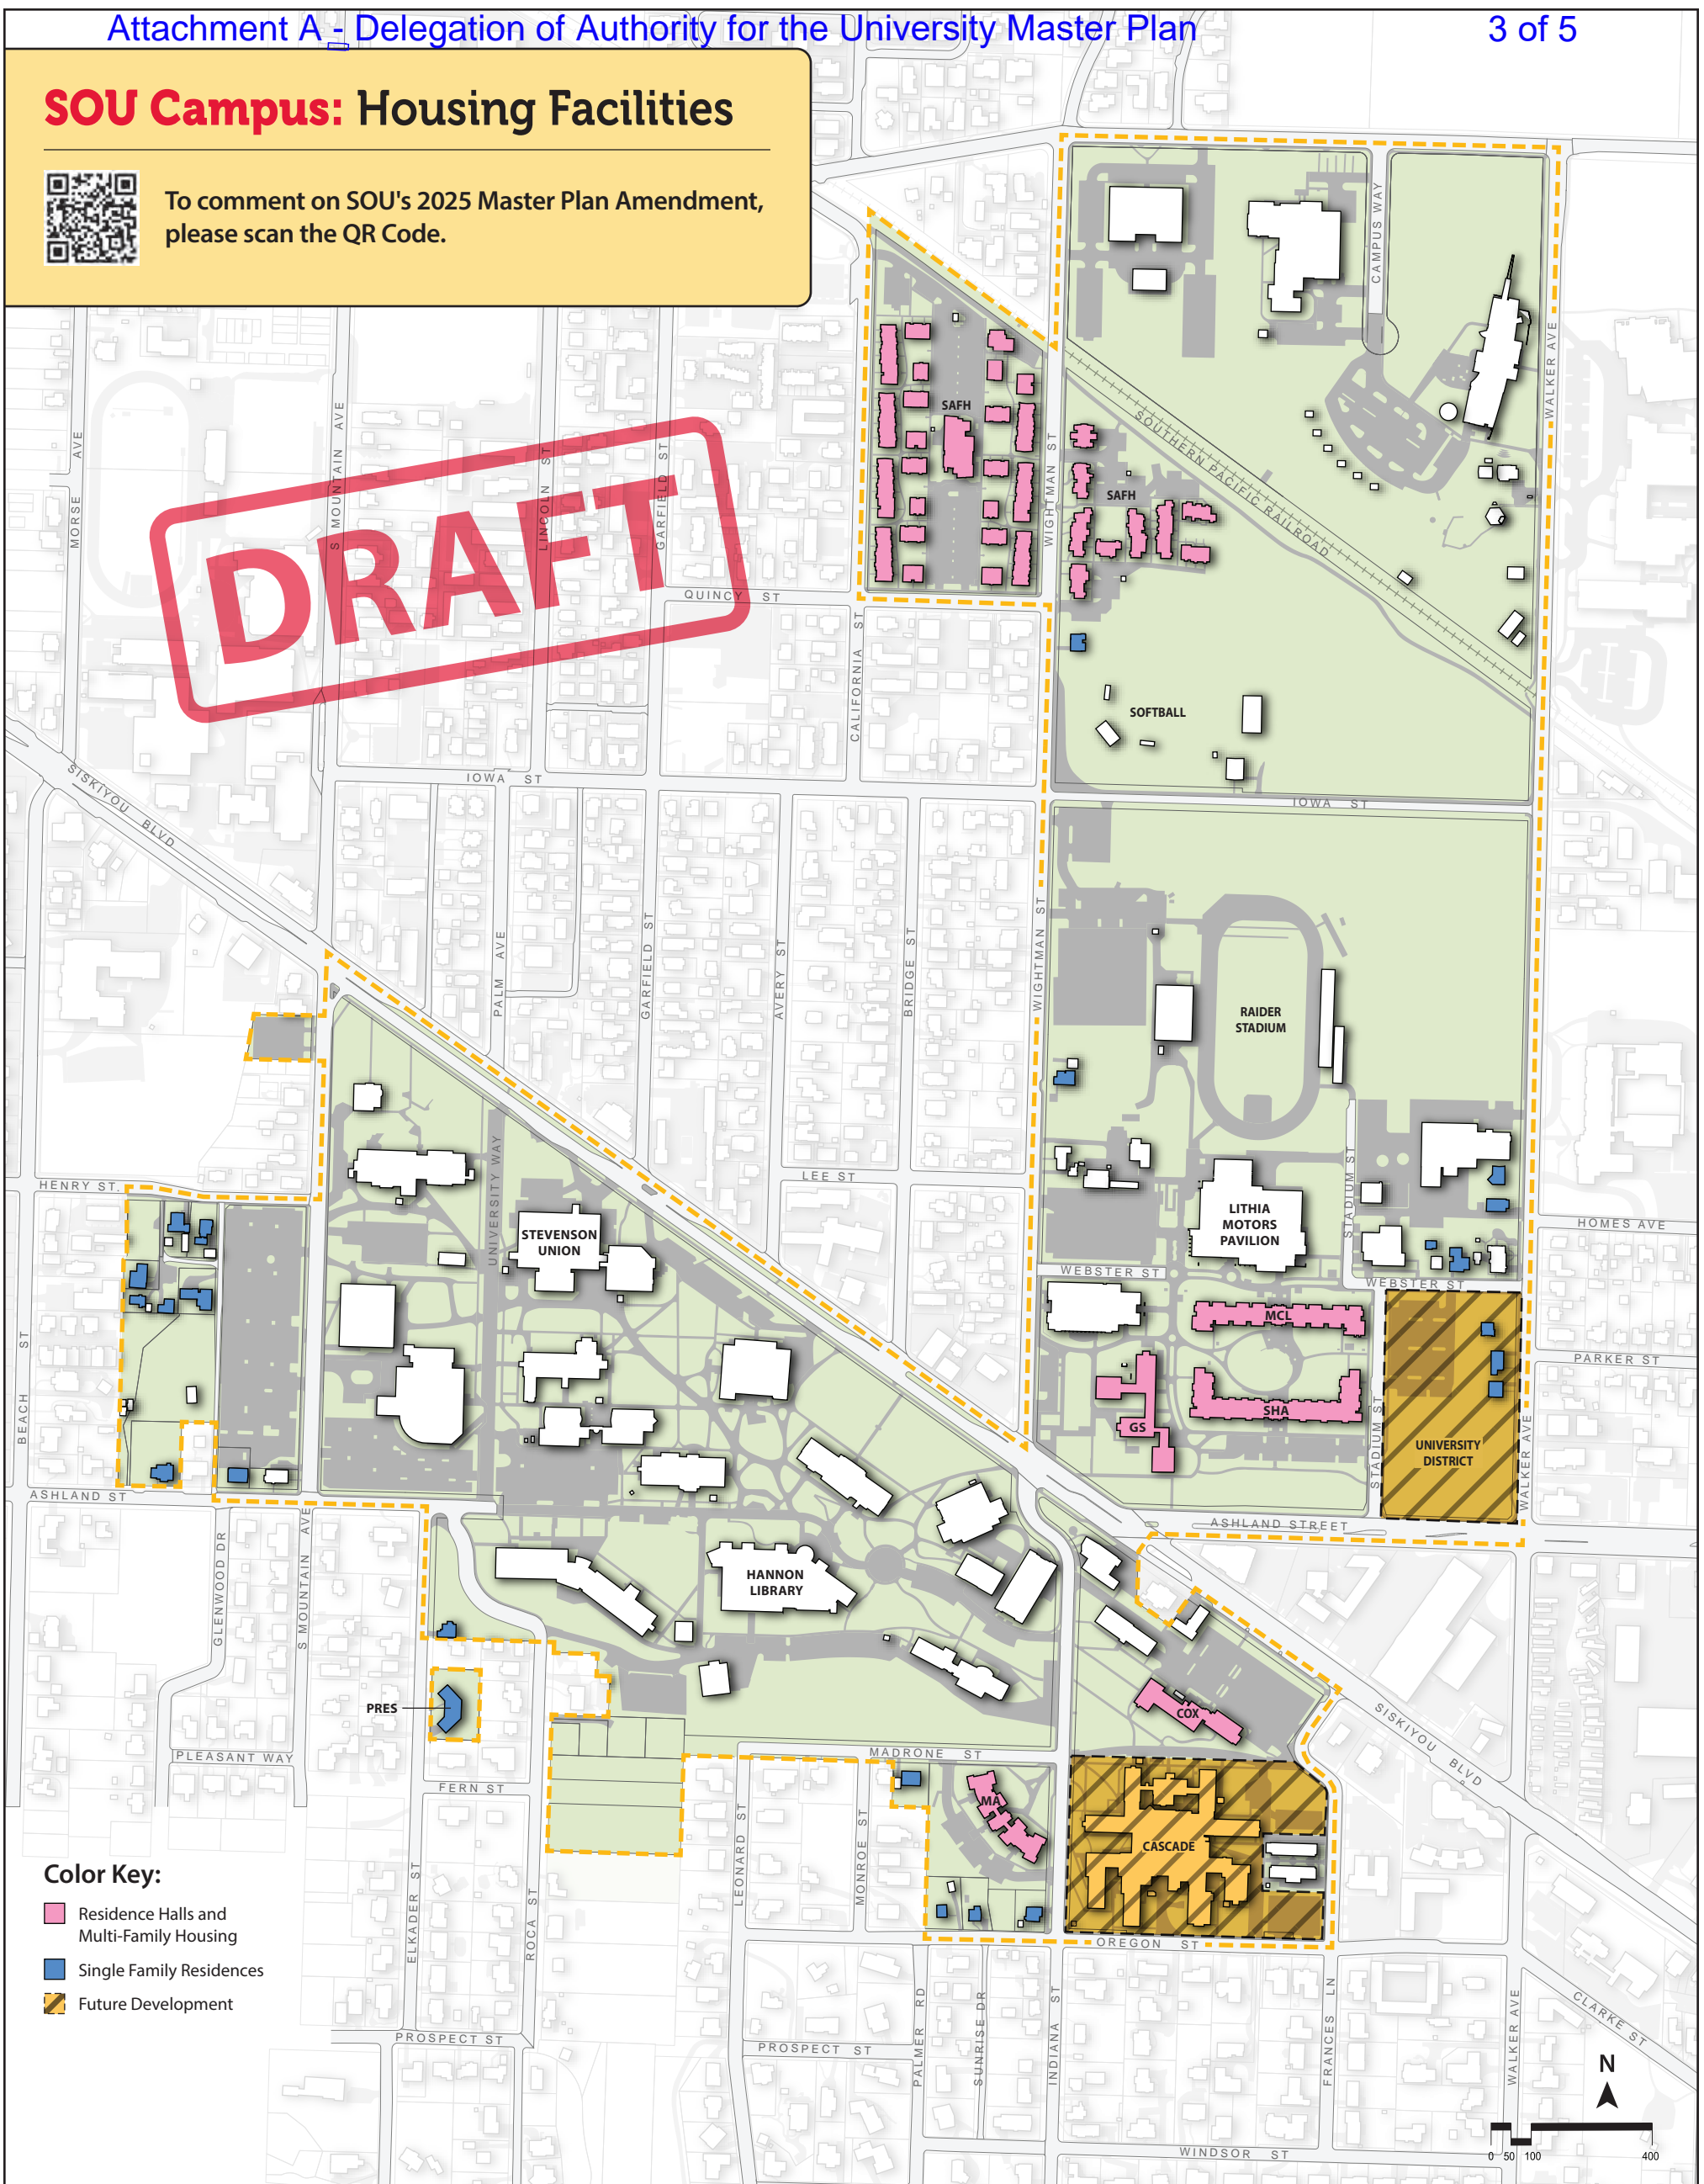 Attachment A - Delegation of Authority for the University Master Plan
3 of 5
SOU Campus: Housing Facilities
To comment on SOU's 2025 Master Plan Amendment,
please scan the QR Code.
DRAFT
CAMPUS WAY
WALKER AVE
SOUTHERN PACIFIC RAILROAD
SAFH
SAFH
WIGHTMAN ST
MORSE AVE
S MOUNTAIN AVE
LINCOLN ST
GARFIELD ST
QUINCY ST
CALIFORNIA ST
SOFTBALL
SISKIYOU BLVD
IOWA ST
IOWA ST
PALM AVE
GARFIELD ST
AVERY ST
BRIDGE ST
WIGHTMAN ST
RAIDER
STADIUM
UNIVERSITY WAY
LEE ST
HENRY ST.
STADIUM ST
LITHIA
MOTORS
PAVILION
HOMES AVE
STEVENSON
UNION
WEBSTER ST
WEBSTER ST
MCL
PARKER ST
BEACH ST
SHA
GS
STADIUM ST
UNIVERSITY
DISTRICT
WALKER AVE
ASHLAND ST
ASHLAND STREET
GLENWOOD DR
S MOUNTAIN AVE
HANNON
LIBRARY
PRES
COX
SISKIYOU BLVD
PLEASANT WAY
MADRONE ST
FERN ST
MA
LEONARD ST
MONROE ST
CASCADE
Color Key:
Residence Halls and
Multi-Family Housing
Single Family Residences
Future Development
ELKADER ST
ROCA ST
OREGON ST
PROSPECT ST
PROSPECT ST
PALMER RD
SUNRISE DR
INDIANA ST
FRANCES LN
WALKER AVE
CLARKE ST
WINDSOR ST
N
0 50 100 400